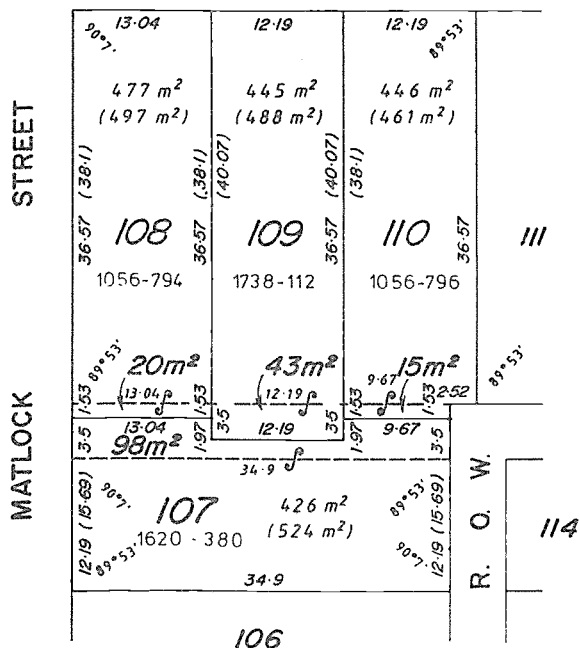 13·04 12·19 12·19
90°7' 89°53'
477 m² 445 m² 446 m²
(497 m²) (488 m²) (461 m²)
STREET
(38·1) (38·1) (40·07) (40·07) (38·1)
36·57 36·57 36·57 36·57
108 109 110 111
1056-794 1738-112 1056-796
89°53' 20m² 43m² 15m² 89°53'
13·04 12·19 9·67 2·52
1·53 1·53 1·53 1·53
13·04 12·19 9·67
3·5 98m² 1·97 3·5 3·5 1·97 3·5
34·9
MATLOCK
90°7' 107 426 m² 89°53'
1620 - 380 (524 m²)
12·19 (15·69) 89°53' 90°7' 12·19 (15·69)
34·9
R. O. W. 114
106